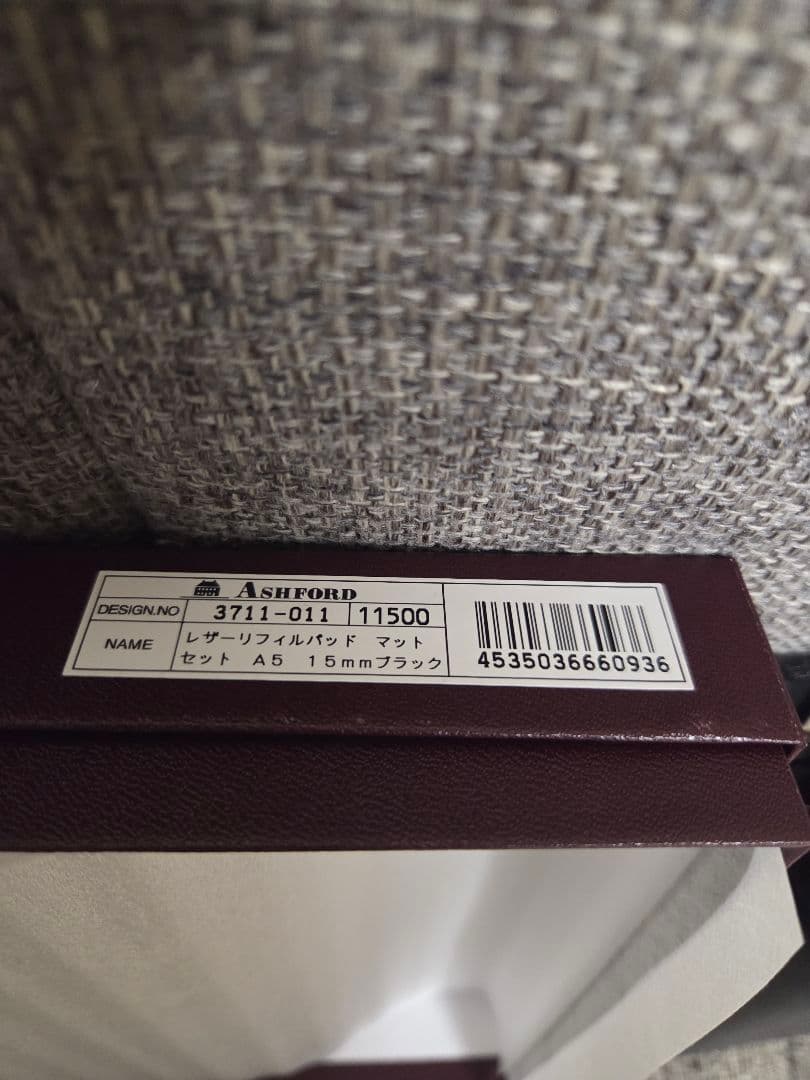 ASHFORD
DESIGN.NO 3711-011 11500
NAME レザーリフィルパッド マット
セット A5 15mmブラック
4535036660936